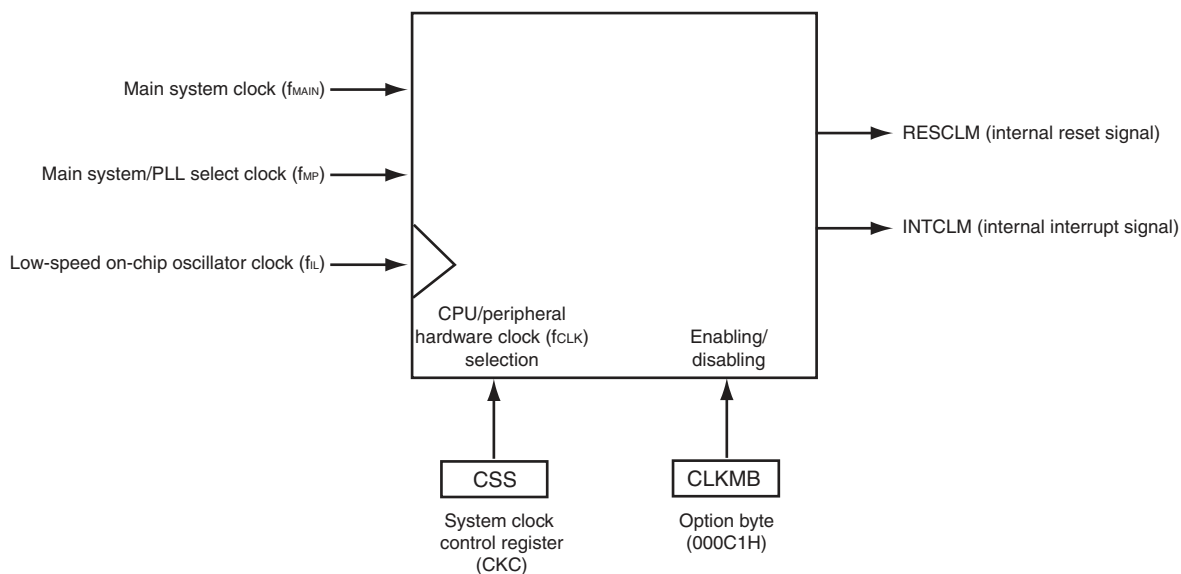 Main system clock (fMAIN)
Main system/PLL select clock (fMP)
Low-speed on-chip oscillator clock (fIL)
RESCLM (internal reset signal)
INTCLM (internal interrupt signal)
CPU/peripheral
hardware clock (fCLK)
selection
Enabling/
disabling
CSS
System clock
control register
(CKC)
CLKMB
Option byte
(000C1H)